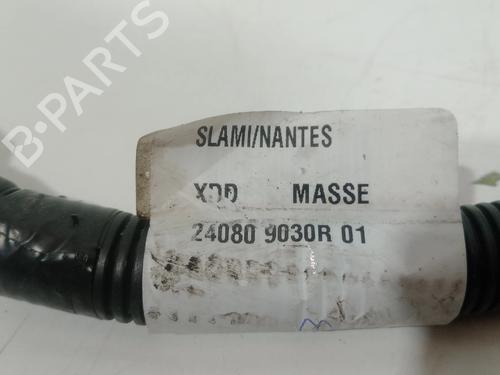 B-PARTS
SLAMI/NANTES
XDD MASSE
24080 9030R 01